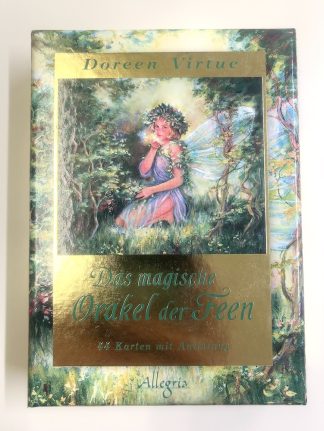 Doreen Virtue
Das magische
Orakel der Feen
44 Karten mit Anleitung
Allegria